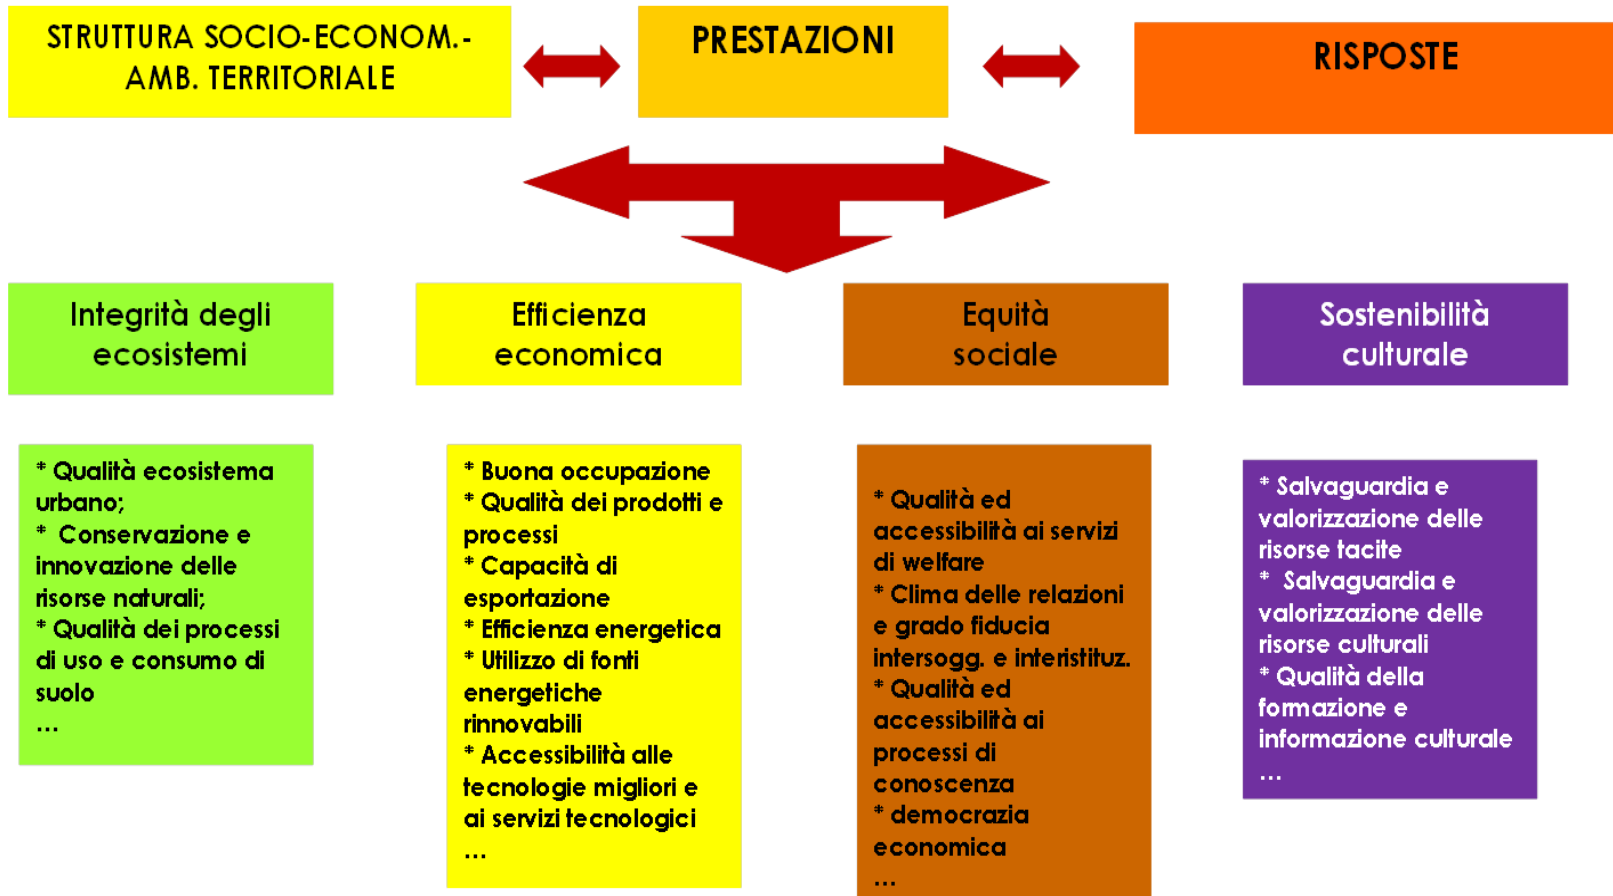 STRUTTURA SOCIO-ECONOM.-
AMB. TERRITORIALE
PRESTAZIONI
RISPOSTE
Integrità degli
ecosistemi
Efficienza
economica
Equità
sociale
Sostenibilità
culturale
* Qualità ecosistema
urbano;
* Conservazione e
innovazione delle
risorse naturali;
* Qualità dei processi
di uso e consumo di
suolo
...
* Buona occupazione
* Qualità dei prodotti e
processi
* Capacità di
esportazione
* Efficienza energetica
* Utilizzo di fonti
energetiche
rinnovabili
* Accessibilità alle
tecnologie migliori e
ai servizi tecnologici
...
* Qualità ed
accessibilità ai servizi
di welfare
* Clima delle relazioni
e grado fiducia
intersogg. e interistituz.
* Qualità ed
accessibilità ai
processi di
conoscenza
* democrazia
economica
...
* Salvaguardia e
valorizzazione delle
risorse tacite
* Salvaguardia e
valorizzazione delle
risorse culturali
* Qualità della
formazione e
informazione culturale
...